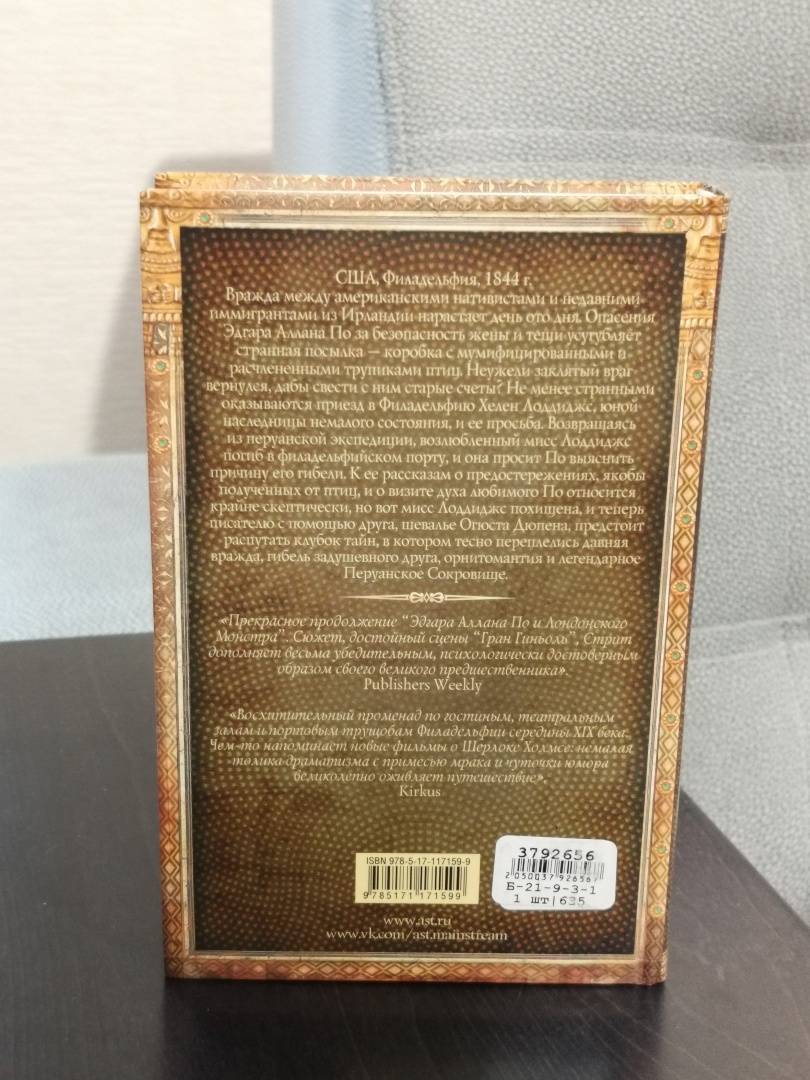 США, Филадельфия, 1844 г.
Вражда между американскими нативистами и недавними
иммигрантами из Ирландии нарастает день ото дня. Опасения
Эдгара Аллана По за безопасность жены и тещи усугубляет
странная посылка — коробка с мумифицированными и
расчлененными трупиками птиц. Неужели заклятый враг
вернулся, дабы свести с ним старые счеты? Не менее странными
оказываются приезд в Филадельфию Хелен Лоддиджс, юной
наследницы немалого состояния, и ее просьба. Возвращаясь
из перуанской экспедиции, возлюбленный мисс Лоддиджс
погиб в филадельфийском порту, и она просит По выяснить
причину его гибели. К ее рассказам о предостережениях, якобы
полученных от птиц, и о визите духа любимого По относится
крайне скептически, но вот мисс Лоддиджс похищена, и теперь
писателю с помощью друга, шевалье Огюста Дюпена, предстоит
распутать клубок тайн, в котором тесно переплелись давняя
вражда, гибель задушевного друга, орнитомантия и легендарное
Перуанское Сокровище.
«Прекрасное продолжение “Эдгара Аллана По и Лондонского
Монстра”. Сюжет, достойный сцены “Гран Гиньоль”, Стрит
дополняет весьма убедительным, психологически достоверным
образом своего великого предшественника».
Publishers Weekly
«Восхитительный променад по гостиным, театральным
залам и портовым трущобам Филадельфии середины XIX века.
Чем-то напоминает новые фильмы о Шерлоке Холмсе: немалая
толика драматизма с примесью мрака и чуточки юмора
великолепно оживляет путешествие».
Kirkus
ISBN 978-5-17-117159-9
9 785171 171599
3792656
2 050037 926567
Б-21-9-3-1
1 шт|635
www.ast.ru
www.vk.com/ast.mainstream